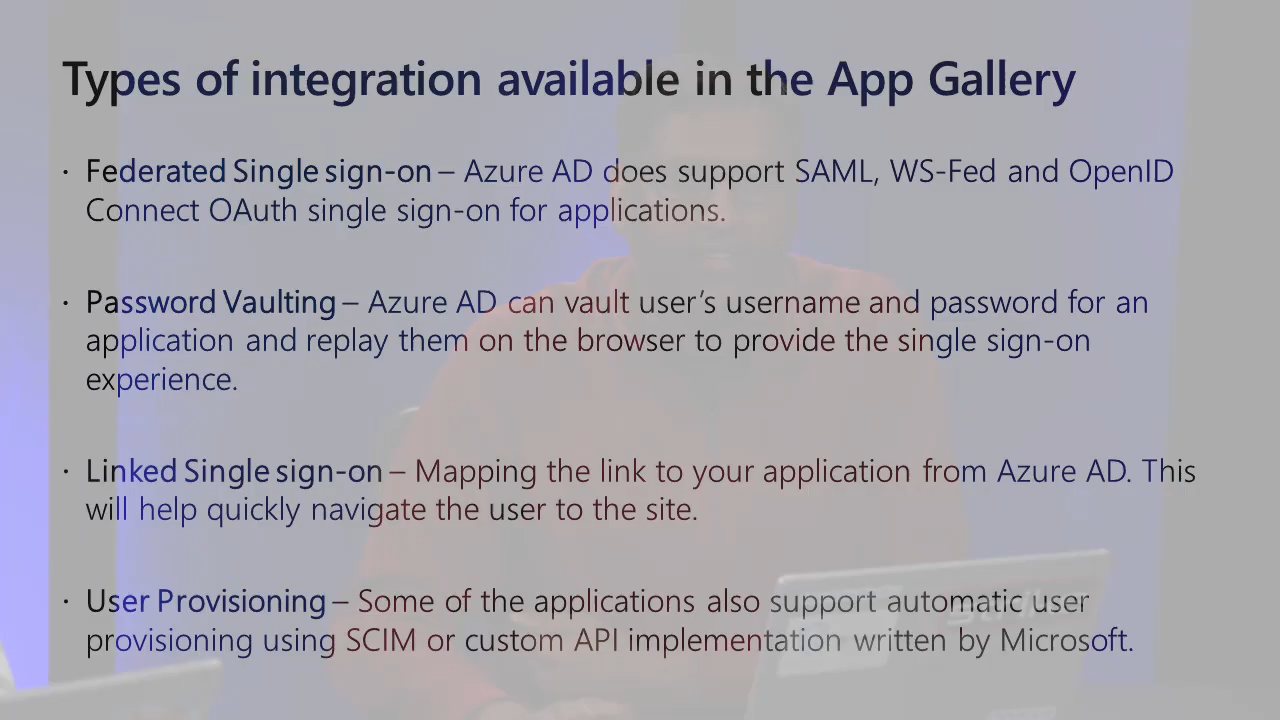 Types of integration available in the App Gallery
· Federated Single sign-on – Azure AD does support SAML, WS-Fed and OpenID
Connect OAuth single sign-on for applications.
· Password Vaulting – Azure AD can vault user's username and password for an
application and replay them on the browser to provide the single sign-on
experience.
· Linked Single sign-on – Mapping the link to your application from Azure AD. This
will help quickly navigate the user to the site.
· User Provisioning – Some of the applications also support automatic user
provisioning using SCIM or custom API implementation written by Microsoft.